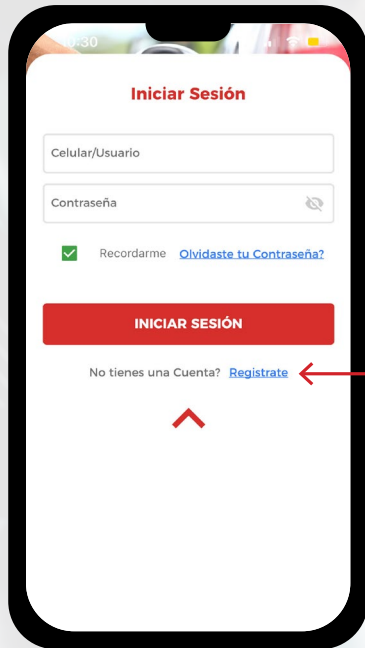 Iniciar Sesión
Celular/Usuario
Contraseña
Recordarme Olvidaste tu Contraseña?
INICIAR SESIÓN
No tienes una Cuenta? Registrate